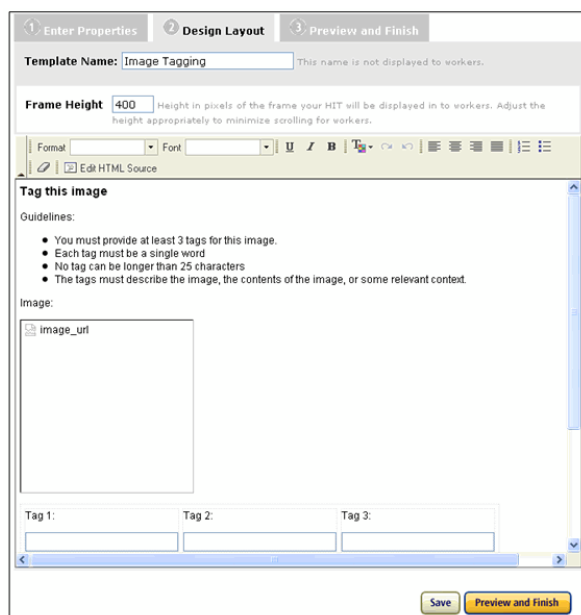 1 Enter Properties 2 Design Layout 3 Preview and Finish
Template Name: Image Tagging This name is not displayed to workers.
Frame Height 400 Height in pixels of the frame your HIT will be displayed in to workers. Adjust the
height appropriately to minimize scrolling for workers.
Format Font U I B T
Edit HTML Source
Tag this image
Guidelines:
You must provide at least 3 tags for this image.
Each tag must be a single word
No tag can be longer than 25 characters
The tags must describe the image, the contents of the image, or some relevant context.
Image:
image_url
Tag 1: Tag 2: Tag 3:
Save Preview and Finish